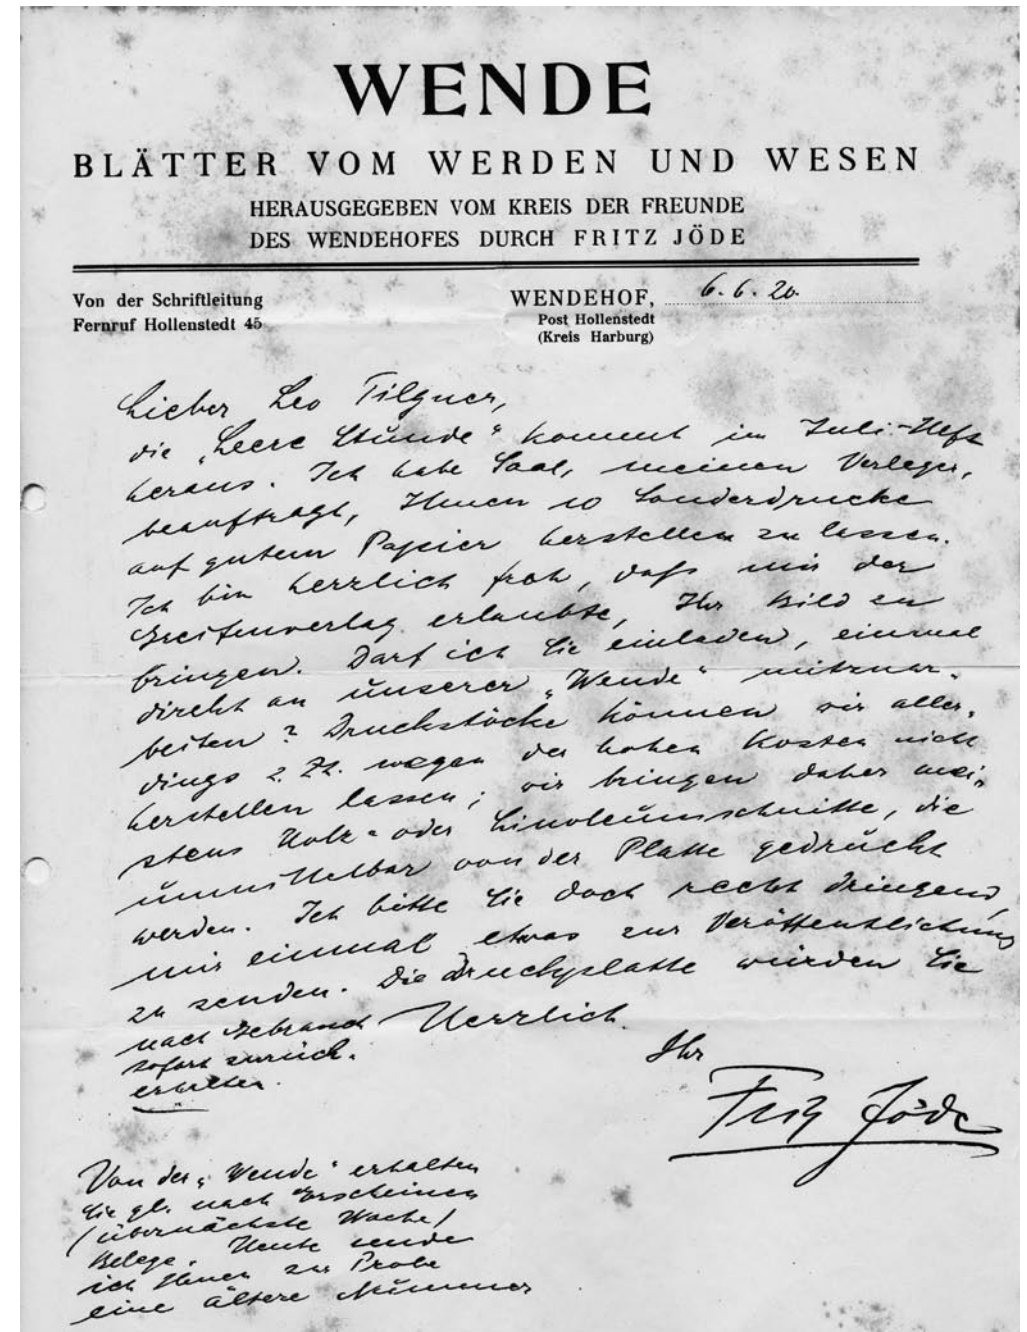 WENDE
BLÄTTER VOM WERDEN UND WESEN
HERAUSGEGEBEN VOM KREIS DER FREUNDE
DES WENDEHOFES DURCH FRITZ JÖDE
Von der Schriftleitung
Fernruf Hollenstedt 45
WENDEHOF, 6. 6. 20.
Post Hollenstedt
(Kreis Harburg)
Lieber Leo Tilgner,
die „Leere Stunde“ kommt im Juli-Heft
heraus. Ich habe Saal, meinen Verleger,
beauftragt, Ihnen 10 Sonderdrucke
auf gutem Papier herstellen zu lassen.
Ich bin herzlich froh, daß mir der
Greifenverlag erlaubte, Ihr Bild zu
bringen. Darf ich Sie einladen, einmal
direkt an unserer „Wende“ mitzuar-
beiten? Druckstöcke können wir aller-
dings z. Zt. wegen der hohen Kosten nicht
herstellen lassen; wir bringen daher mei-
stens Holz- oder Linoleumschnitte, die
unmittelbar von der Platte gedruckt
werden. Ich bitte Sie doch recht dringend,
mir einmal etwas zur Veröffentlichung
zu senden. Die Druckplatte würden Sie
nach Gebrauch
sofort zurück-
erhalten.
Herzlich
Ihr
Fritz Jöde
Von der „Wende“ erhalten
Sie gl. nach Erscheinen
(übernächste Woche)
Belege. Heute sende
ich Ihnen zur Probe
eine ältere Nummer